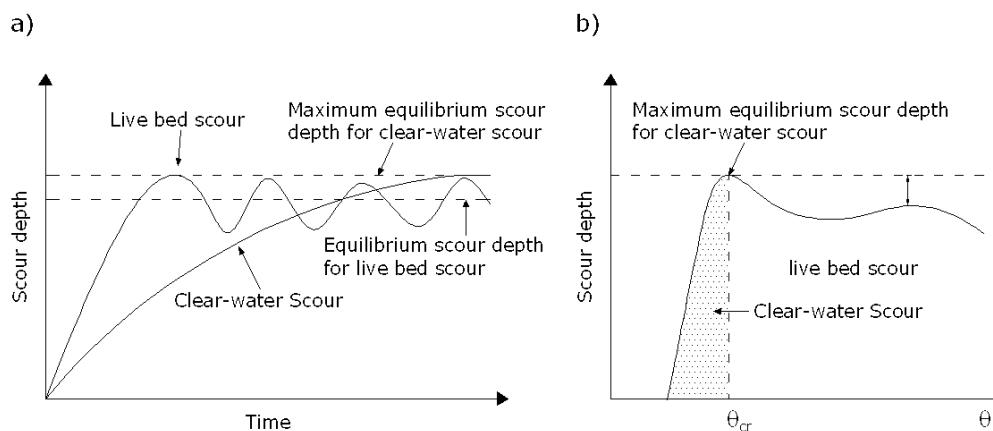 a)
Live bed scour
Maximum equilibrium scour
depth for clear-water scour
Scour depth
Equilibrium scour depth
for live bed scour
Clear-water Scour
Time
b)
Maximum equilibrium scour depth
for clear-water scour
Scour depth
live bed scour
Clear-water Scour
θcr
θ